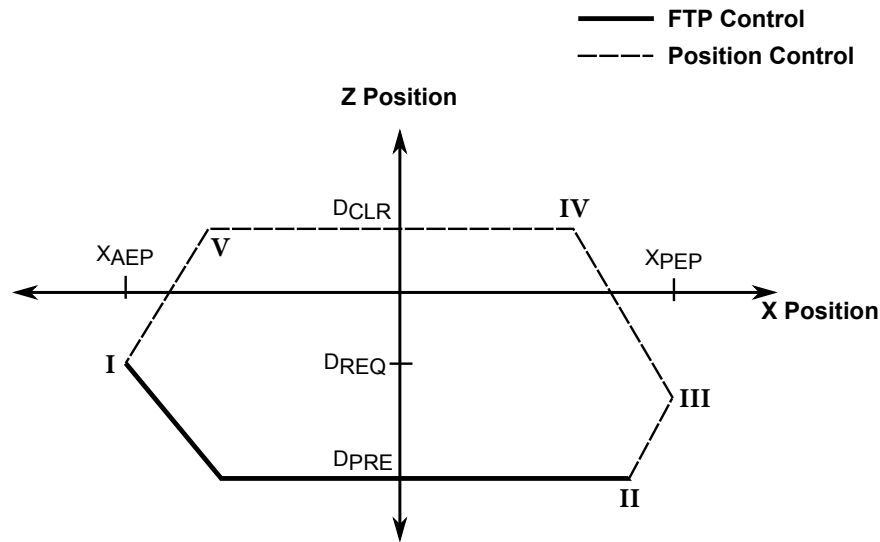 FTP Control
Position Control
Z Position
DCLR
IV
V
XAEP
XPEP
X Position
I
DREQ
III
DPRE
II